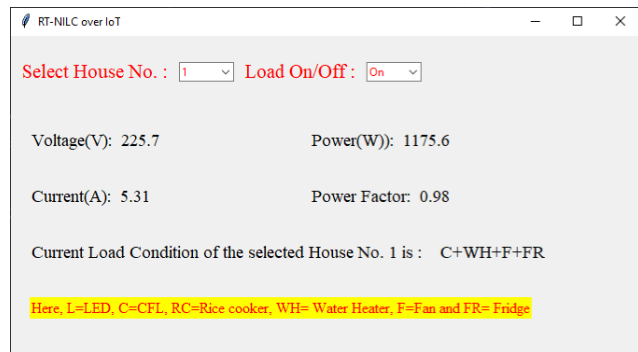 RT-NILC over IoT
Select House No. : 1 Load On/Off : On
Voltage(V): 225.7 Power(W)): 1175.6
Current(A): 5.31 Power Factor: 0.98
Current Load Condition of the selected House No. 1 is : C+WH+F+FR
Here, L=LED, C=CFL, RC=Rice cooker, WH= Water Heater, F=Fan and FR= Fridge